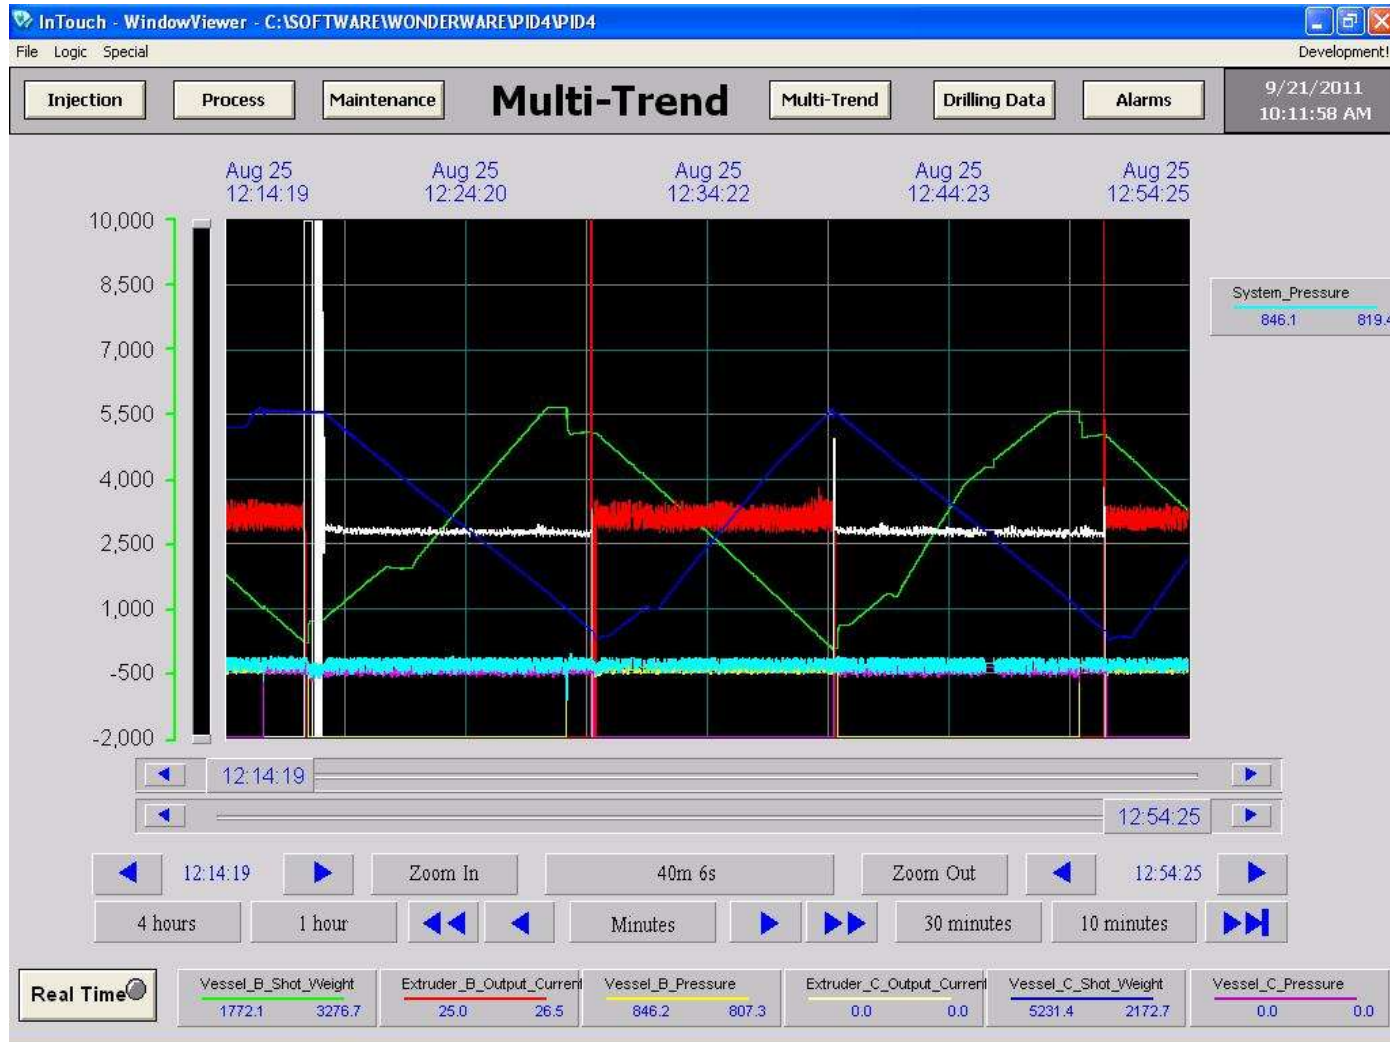 InTouch - WindowViewer - C:\SOFTWARE\WONDERWARE\PID4\PID4
File Logic Special Development!
Injection Process Maintenance Multi-Trend Multi-Trend Drilling Data Alarms 9/21/2011
10:11:58 AM
Aug 25 Aug 25 Aug 25 Aug 25 Aug 25
12:14:19 12:24:20 12:34:22 12:44:23 12:54:25
10,000
8,500
7,000
5,500
4,000
2,500
1,000
-500
-2,000
System_Pressure
846.1 819.4
12:14:19
12:54:25
12:14:19 Zoom In 40m 6s Zoom Out 12:54:25
4 hours 1 hour Minutes 30 minutes 10 minutes
Real Time
Vessel_B_Shot_Weight Extruder_B_Output_Current Vessel_B_Pressure Extruder_C_Output_Current Vessel_C_Shot_Weight Vessel_C_Pressure
1772.1 3276.7 25.0 26.5 846.2 807.3 0.0 0.0 5231.4 2172.7 0.0 0.0